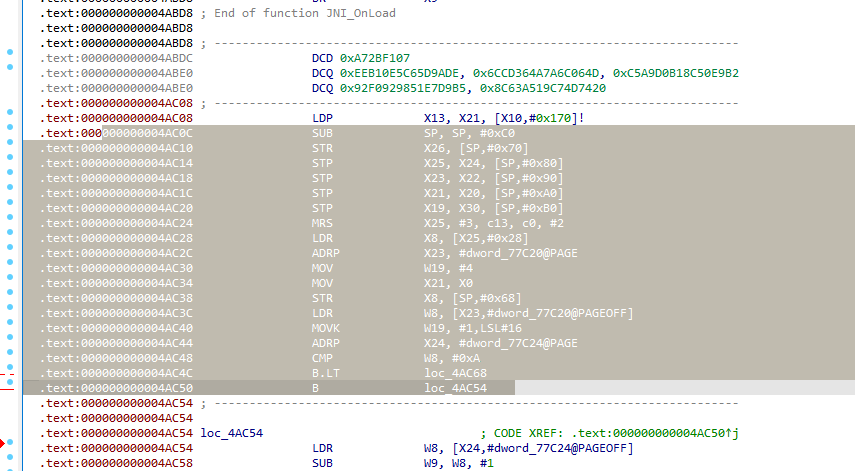 .text:000000000004ABD8 ; End of function JNI_OnLoad
.text:000000000004ABD8
.text:000000000004ABD8 ; ---------------------------------------------------------------------------
.text:000000000004ABDC DCD 0xA72BF107
.text:000000000004ABE0 DCQ 0xEEB10E5C65D9ADE, 0x6CCD364A7A6C064D, 0xC5A9D0B18C50E9B2
.text:000000000004ABE0 DCQ 0x92F0929851E7D9B5, 0x8C63A519C74D7420
.text:000000000004AC08 ; ---------------------------------------------------------------------------
.text:000000000004AC08 LDP X13, X21, [X10,#0x170]!
.text:000000000004AC0C SUB SP, SP, #0xC0
.text:000000000004AC10 STR X26, [SP,#0x70]
.text:000000000004AC14 STP X25, X24, [SP,#0x80]
.text:000000000004AC18 STP X23, X22, [SP,#0x90]
.text:000000000004AC1C STP X21, X20, [SP,#0xA0]
.text:000000000004AC20 STP X19, X30, [SP,#0xB0]
.text:000000000004AC24 MRS X25, #3, c13, c0, #2
.text:000000000004AC28 LDR X8, [X25,#0x28]
.text:000000000004AC2C ADRP X23, #dword_77C20@PAGE
.text:000000000004AC30 MOV W19, #4
.text:000000000004AC34 MOV X21, X0
.text:000000000004AC38 STR X8, [SP,#0x68]
.text:000000000004AC3C LDR W8, [X23,#dword_77C20@PAGEOFF]
.text:000000000004AC40 MOVK W19, #1,LSL#16
.text:000000000004AC44 ADRP X24, #dword_77C24@PAGE
.text:000000000004AC48 CMP W8, #0xA
.text:000000000004AC4C B.LT loc_4AC68
.text:000000000004AC50 B loc_4AC54
.text:000000000004AC54 ; ---------------------------------------------------------------------------
.text:000000000004AC54
.text:000000000004AC54 loc_4AC54 ; CODE XREF: .text:000000000004AC50↑j
.text:000000000004AC54 LDR W8, [X24,#dword_77C24@PAGEOFF]
.text:000000000004AC58 SUB W9, W8, #1